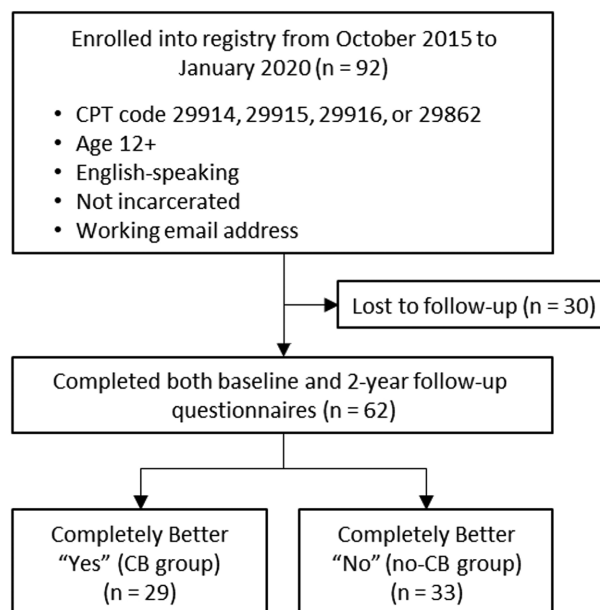 Enrolled into registry from October 2015 to
January 2020 (n = 92)
• CPT code 29914, 29915, 29916, or 29862
• Age 12+
• English-speaking
• Not incarcerated
• Working email address
Lost to follow-up (n = 30)
Completed both baseline and 2-year follow-up
questionnaires (n = 62)
Completely Better
“Yes” (CB group)
(n = 29)
Completely Better
“No” (no-CB group)
(n = 33)